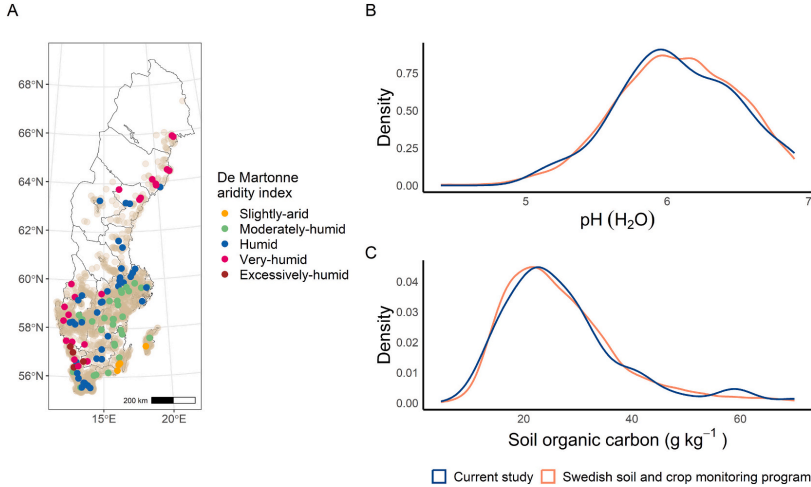 A
68°N
66°N
64°N
62°N
60°N
58°N
56°N
15°E
20°E
200 km
De Martonne
aridity index
Slightly-arid
Moderately-humid
Humid
Very-humid
Excessively-humid
B
Density
0.75
0.50
0.25
0.00
5
6
7
pH (H₂O)
C
Density
0.04
0.03
0.02
0.01
0.00
20
40
60
Soil organic carbon (g kg⁻¹ )
Current study
Swedish soil and crop monitoring program